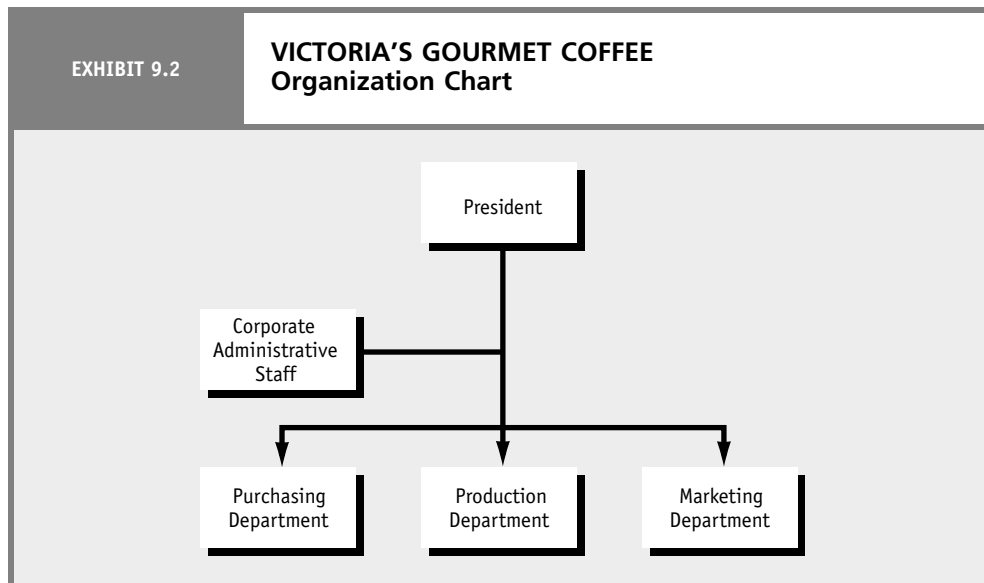 EXHIBIT 9.2
VICTORIA’S GOURMET COFFEE
Organization Chart
President
Corporate
Administrative
Staff
Purchasing
Department
Production
Department
Marketing
Department